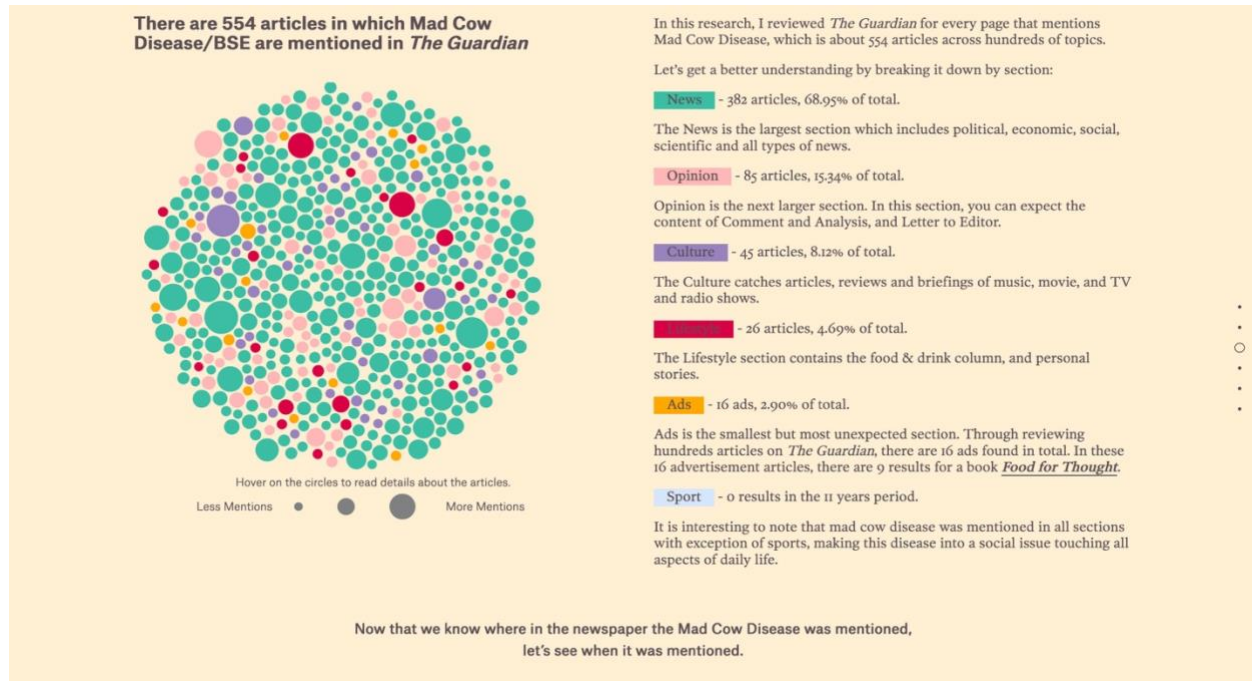 There are 554 articles in which Mad Cow
Disease/BSE are mentioned in The Guardian
Hover on the circles to read details about the articles.
Less Mentions
More Mentions
In this research, I reviewed The Guardian for every page that mentions
Mad Cow Disease, which is about 554 articles across hundreds of topics.
Let's get a better understanding by breaking it down by section:
News - 382 articles, 68.95% of total.
The News is the largest section which includes political, economic, social,
scientific and all types of news.
Opinion - 85 articles, 15.34% of total.
Opinion is the next larger section. In this section, you can expect the
content of Comment and Analysis, and Letter to Editor.
Culture - 45 articles, 8.12% of total.
The Culture catches articles, reviews and briefings of music, movie, and TV
and radio shows.
Lifestyle - 26 articles, 4.69% of total.
The Lifestyle section contains the food & drink column, and personal
stories.
Ads - 16 ads, 2.90% of total.
Ads is the smallest but most unexpected section. Through reviewing
hundreds articles on The Guardian, there are 16 ads found in total. In these
16 advertisement articles, there are 9 results for a book Food for Thought.
Sport - 0 results in the 11 years period.
It is interesting to note that mad cow disease was mentioned in all sections
with exception of sports, making this disease into a social issue touching all
aspects of daily life.
Now that we know where in the newspaper the Mad Cow Disease was mentioned,
let's see when it was mentioned.